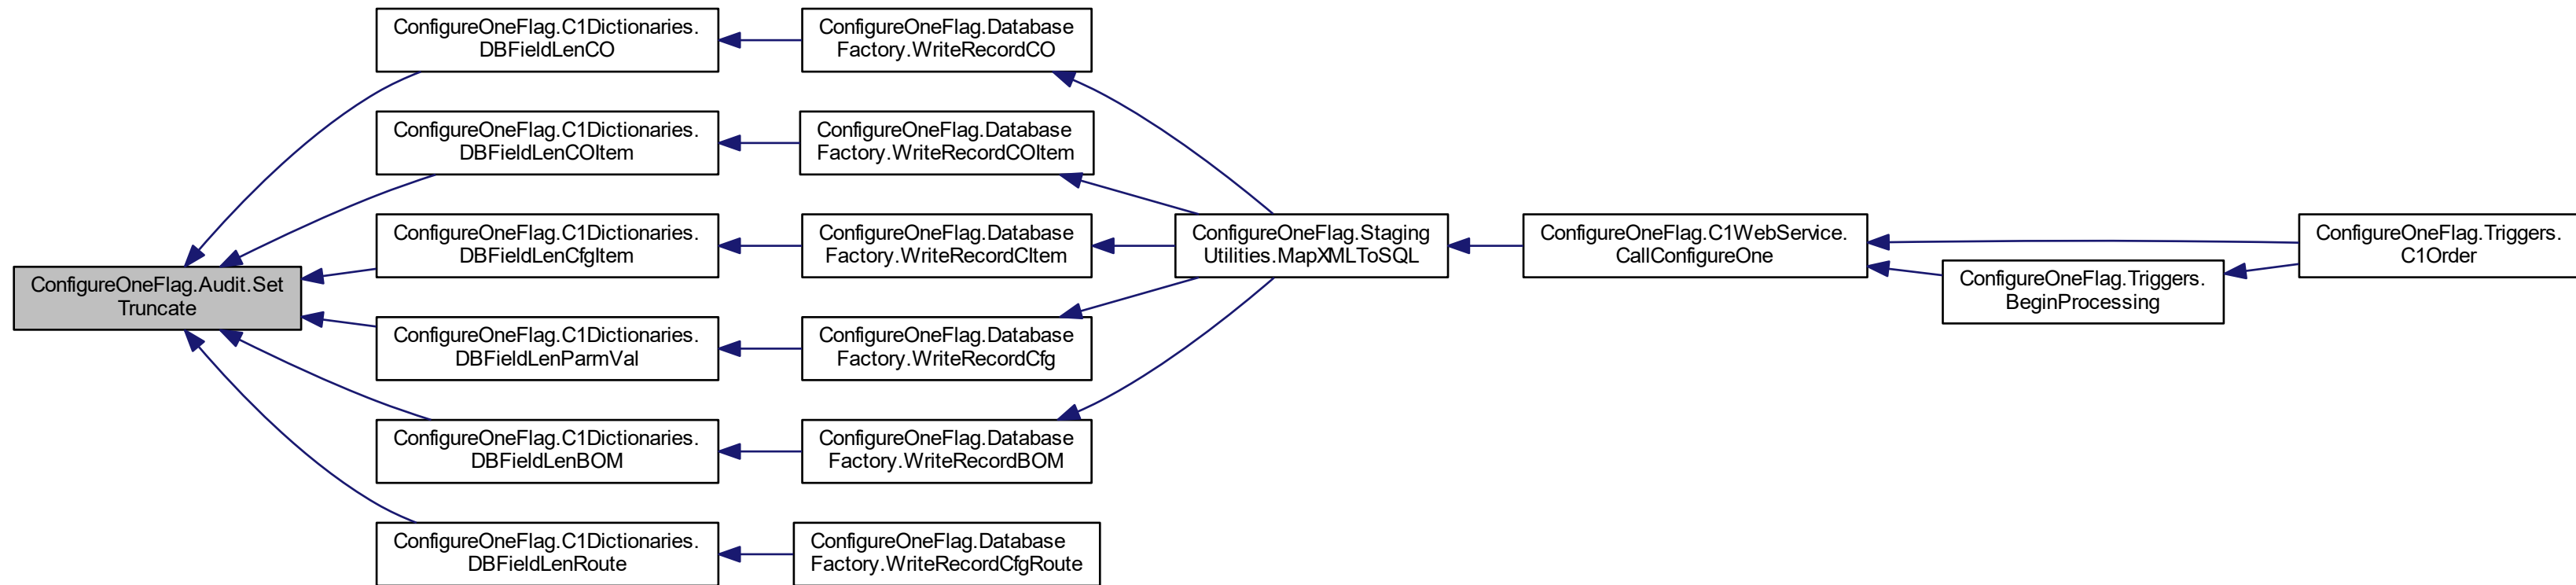 ConfigureOneFlag.C1Dictionaries.
DBFieldLenCO
ConfigureOneFlag.Database
Factory.WriteRecordCO
ConfigureOneFlag.C1Dictionaries.
DBFieldLenCOItem
ConfigureOneFlag.Database
Factory.WriteRecordCOItem
ConfigureOneFlag.C1Dictionaries.
DBFieldLenCfgItem
ConfigureOneFlag.Database
Factory.WriteRecordCItem
ConfigureOneFlag.Staging
Utilities.MapXMLToSQL
ConfigureOneFlag.C1WebService.
CallConfigureOne
ConfigureOneFlag.Triggers.
C1Order
ConfigureOneFlag.Audit.Set
Truncate
ConfigureOneFlag.Triggers.
BeginProcessing
ConfigureOneFlag.C1Dictionaries.
DBFieldLenParmVal
ConfigureOneFlag.Database
Factory.WriteRecordCfg
ConfigureOneFlag.C1Dictionaries.
DBFieldLenBOM
ConfigureOneFlag.Database
Factory.WriteRecordBOM
ConfigureOneFlag.C1Dictionaries.
DBFieldLenRoute
ConfigureOneFlag.Database
Factory.WriteRecordCfgRoute